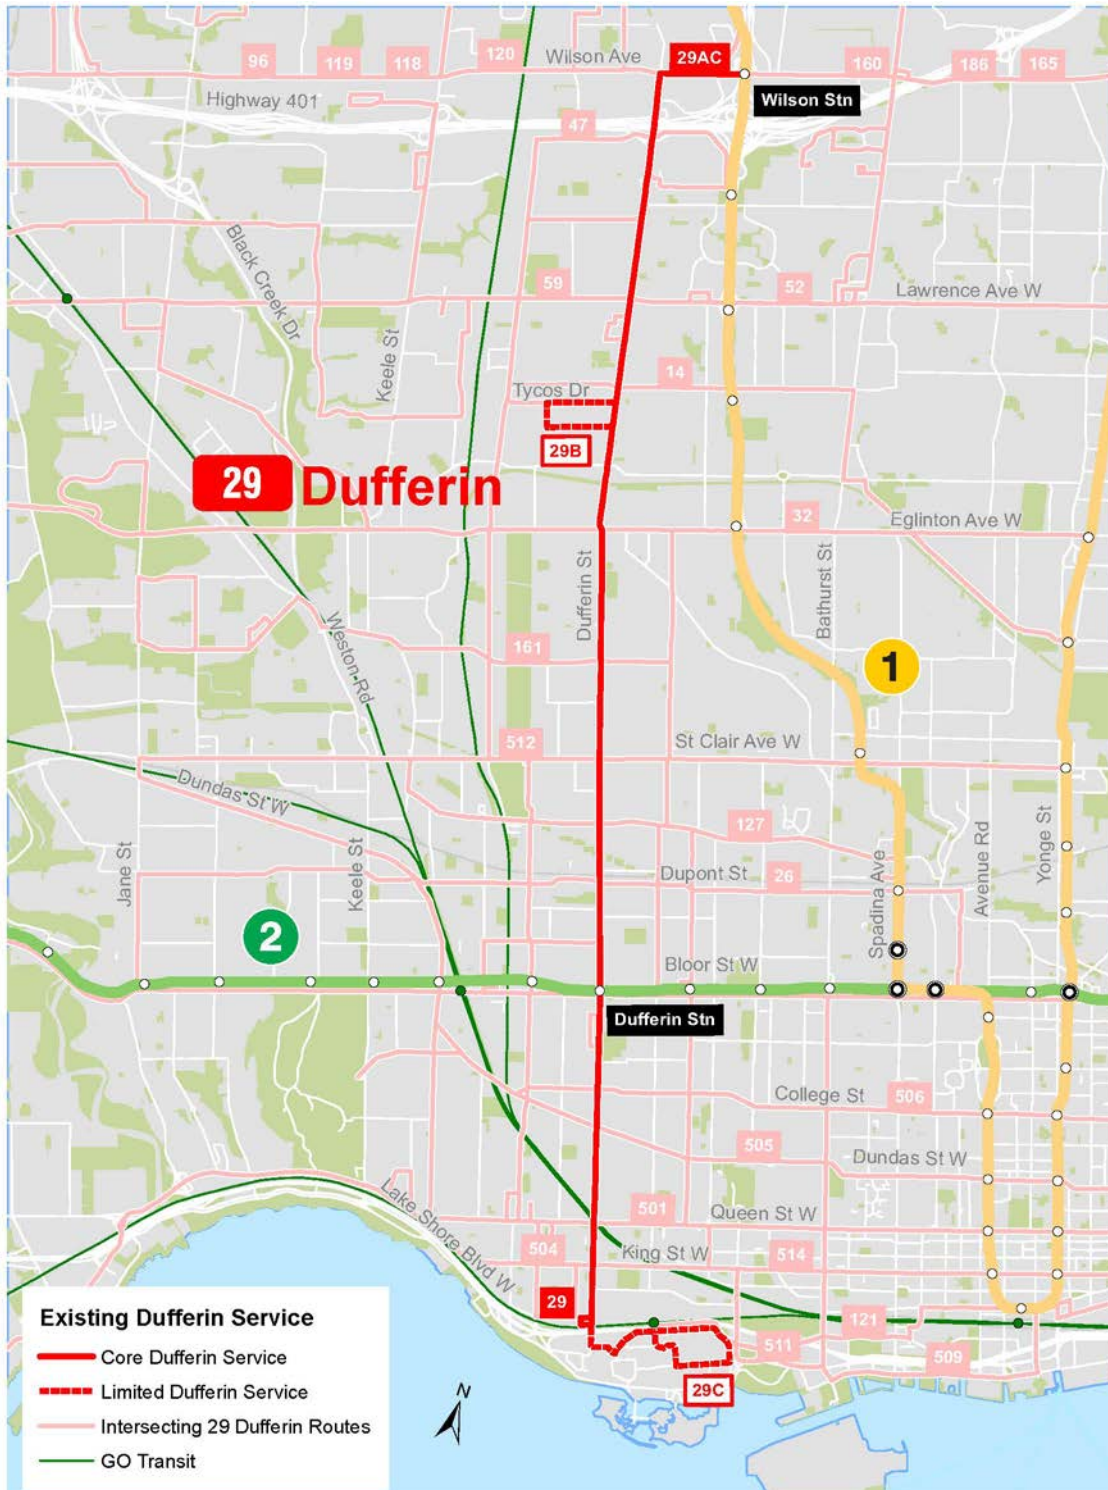 120
Wilson Ave
29AC
96
119
118
160
186
165
Wilson Stn
Highway 401
47
Black Creek Dr
59
52
Lawrence Ave W
Keele St
14
Tycos Dr
29B
29 Dufferin
32
Eglinton Ave W
Dufferin St
Bathurst St
161
Weston Rd
1
512
St Clair Ave W
Dundas St W
127
Jane St
Keele St
Dupont St
26
Spadina Ave
Avenue Rd
Yonge St
2
Bloor St W
Dufferin Stn
College St
506
505
Dundas St W
Lake Shore Blvd W
501
Queen St W
504
King St W
514
29
121
511
509
29C
Existing Dufferin Service
Core Dufferin Service
Limited Dufferin Service
Intersecting 29 Dufferin Routes
GO Transit
N